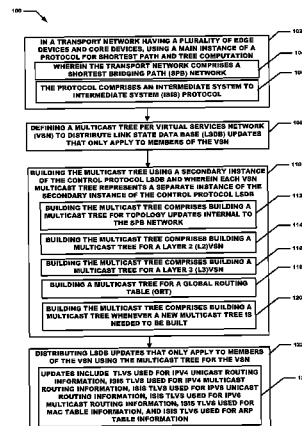 100
102
IN A TRANSPORT NETWORK HAVING A PLURALITY OF EDGE
DEVICES AND CORE DEVICES, USING A MAIN INSTANCE OF A
PROTOCOL FOR SHORTEST PATH AND TREE COMPUTATION
WHEREIN THE TRANSPORT NETWORK COMPRISES A
SHORTEST BRIDGING PATH (SPB) NETWORK
THE PROTOCOL COMPRISES AN INTERMEDIATE SYSTEM TO
INTERMEDIATE SYSTEM (ISIS) PROTOCOL
108
DEFINING A MULTICAST TREE PER VIRTUAL SERVICES NETWORK
(VSN) TO DISTRIBUTE LINK STATE DATA BASE (LSDB) UPDATES
THAT ONLY APPLY TO MEMBERS OF THE VSN
110
BUILDING THE MULTICAST TREE USING A SECONDARY INSTANCE
OF THE CONTROL PROTOCOL LSDB AND WHEREIN EACH VSN
MULTICAST TREE REPRESENTS A SEPARATE INSTANCE OF THE
SECONDARY INSTANCE OF THE CONTROL PROTOCOL LSDB
112
BUILDING THE MULTICAST TREE COMPRISES BUILDING A
MULTICAST TREE FOR TOPOLOGY UPDATES INTERNAL TO
THE SPB NETWORK
114
BUILDING THE MULTICAST TREE COMPRISES BUILDING A
MULTICAST TREE FOR A LAYER 2 (L2)VSN
116
BUILDING THE MULTICAST TREE COMPRISES BUILDING A
MULTICAST TREE FOR A LAYER 3 (L3)VSN
118
BUILDING A MULTICAST TREE FOR A GLOBAL ROUTING
TABLE (GRT)
120
BUILDING THE MULTICAST TREE COMPRISES BUILDING A
MULTICAST TREE WHENEVER A NEW MULTICAST TREE IS
NEEDED TO BE BUILT
122
DISTRIBUTING LSDB UPDATES THAT ONLY APPLY TO MEMBERS
OF THE VSN USING THE MULTICAST TREE FOR THE VSN
UPDATES INCLUDE TLVS USED FOR IPV4 UNICAST ROUTING
INFORMATION, ISIS TLVS USED FOR IPV4 MULTICAST
ROUTING INFORMATION, ISIS TLVS USED FOR IPV6 UNICAST
ROUTING INFORMATION, ISIS TLVS USED FOR IPV6
MULTICAST ROUTING INFORMATION, ISIS TLVS USED FOR
MAC TABLE INFORMATION, AND ISIS TLVS USED FOR ARP
TABLE INFORMATION